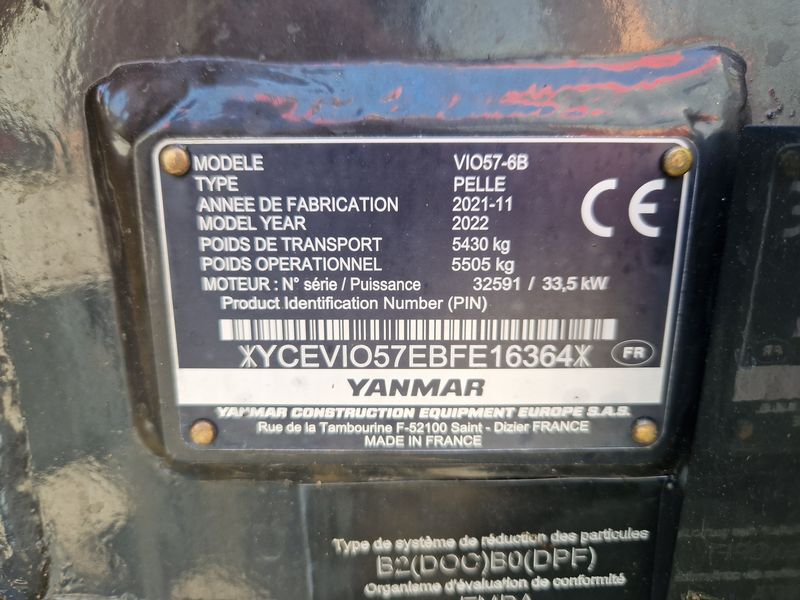 MODELE VIO57-6B
TYPE PELLE
ANNEE DE FABRICATION 2021-11
MODEL YEAR 2022
POIDS DE TRANSPORT 5430 kg
POIDS OPERATIONNEL 5505 kg
MOTEUR : N° série / Puissance 32591 / 33,5 kW
Product Identification Number (PIN)
CE
XYCEVIO57EBFE16364X FR
YANMAR
YANMAR CONSTRUCTION EQUIPMENT EUROPE S.A.S.
Rue de la Tambourine F-52100 Saint - Dizier FRANCE
MADE IN FRANCE
Type de système de réduction des particules
B2(DOC)B0(DPF)
Organisme d'évaluation de conformité